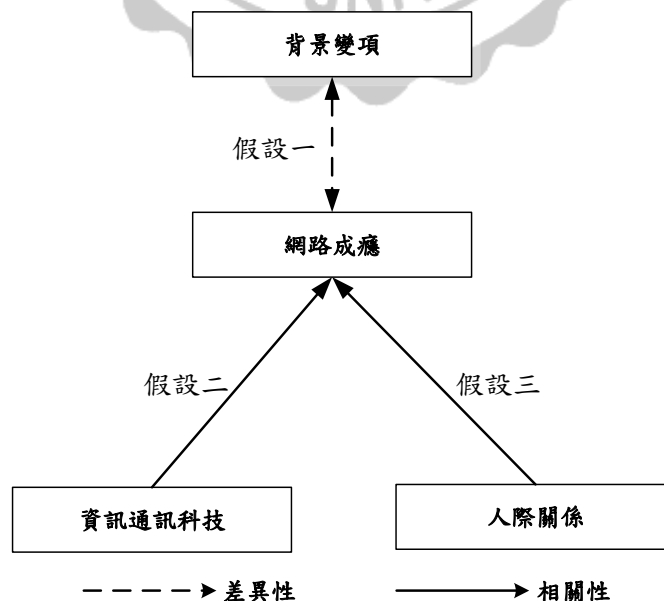 背景變項
假設一
網路成癮
假設二
假設三
資訊通訊科技
人際關係
差異性
相關性